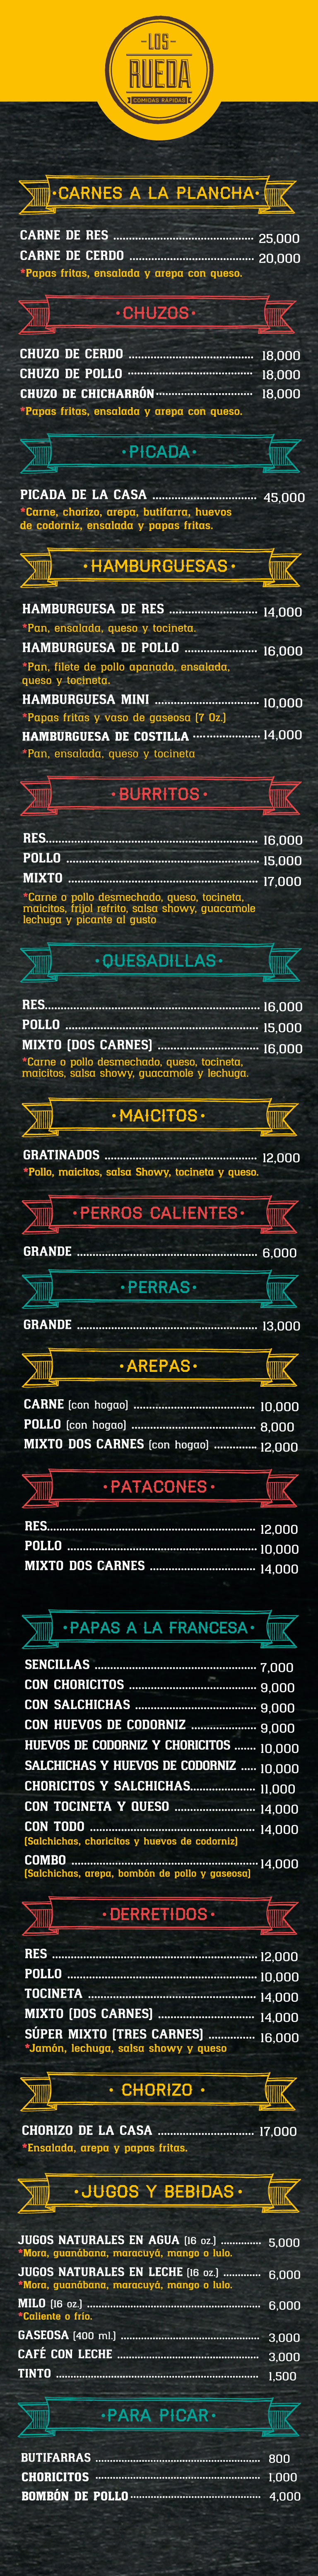 -LOS-
RUEDA
COMIDAS RAPIDAS
·CARNES A LA PLANCHA·
CARNE DE RES 25,000
CARNE DE CERDO 20,000
*Papas fritas, ensalada y arepa con queso.
·CHUZOS·
CHUZO DE CERDO 18,000
CHUZO DE POLLO 18,000
CHUZO DE CHICHARRÓN 18,000
*Papas fritas, ensalada y arepa con queso.
·PICADA·
PICADA DE LA CASA 45,000
*Carne, chorizo, arepa, butifarra, huevos
de codorniz, ensalada y papas fritas.
·HAMBURGUESAS·
HAMBURGUESA DE RES 14,000
*Pan, ensalada, queso y tocineta.
HAMBURGUESA DE POLLO 16,000
*Pan, filete de pollo apanado, ensalada,
queso y tocineta.
HAMBURGUESA MINI 10,000
*Papas fritas y vaso de gaseosa (7 Oz.)
HAMBURGUESA DE COSTILLA 14,000
*Pan, ensalada, queso y tocineta
·BURRITOS·
RES 16,000
POLLO 15,000
MIXTO 17,000
*Carne o pollo desmechado, queso, tocineta,
maicitos, frijol refrito, salsa showy, guacamole
lechuga y picante al gusto
·QUESADILLAS·
RES 16,000
POLLO 15,000
MIXTO (DOS CARNES) 16,000
*Carne o pollo desmechado, queso, tocineta,
maicitos, salsa showy, guacamole y lechuga.
·MAICITOS·
GRATINADOS 12,000
*Pollo, maicitos, salsa Showy, tocineta y queso.
·PERROS CALIENTES·
GRANDE 6,000
·PERRAS·
GRANDE 13,000
·AREPAS·
CARNE (con hogao) 10,000
POLLO (con hogao) 8,000
MIXTO DOS CARNES (con hogao) 12,000
·PATACONES·
RES 12,000
POLLO 10,000
MIXTO DOS CARNES 14,000
·PAPAS A LA FRANCESA·
SENCILLAS 7,000
CON CHORICITOS 9,000
CON SALCHICHAS 9,000
CON HUEVOS DE CODORNIZ 9,000
HUEVOS DE CODORNIZ Y CHORICITOS 10,000
SALCHICHAS Y HUEVOS DE CODORNIZ 10,000
CHORICITOS Y SALCHICHAS 11,000
CON TOCINETA Y QUESO 14,000
CON TODO 14,000
(Salchichas, choricitos y huevos de codorniz)
COMBO 14,000
(Salchichas, arepa, bombón de pollo y gaseosa)
·DERRETIDOS·
RES 12,000
POLLO 10,000
TOCINETA 14,000
MIXTO (DOS CARNES) 14,000
SÚPER MIXTO (TRES CARNES) 16,000
*Jamón, lechuga, salsa showy y queso
· CHORIZO ·
CHORIZO DE LA CASA 17,000
*Ensalada, arepa y papas fritas.
·JUGOS Y BEBIDAS·
JUGOS NATURALES EN AGUA (16 oz.) 5,000
*Mora, guanábana, maracuyá, mango o lulo.
JUGOS NATURALES EN LECHE (16 oz.) 6,000
*Mora, guanábana, maracuyá, mango o lulo.
MILO (16 oz.) 6,000
*Caliente o frío.
GASEOSA (400 ml.) 3,000
CAFÉ CON LECHE 3,000
TINTO 1,500
·PARA PICAR·
BUTIFARRAS 800
CHORICITOS 1,000
BOMBÓN DE POLLO 4,000